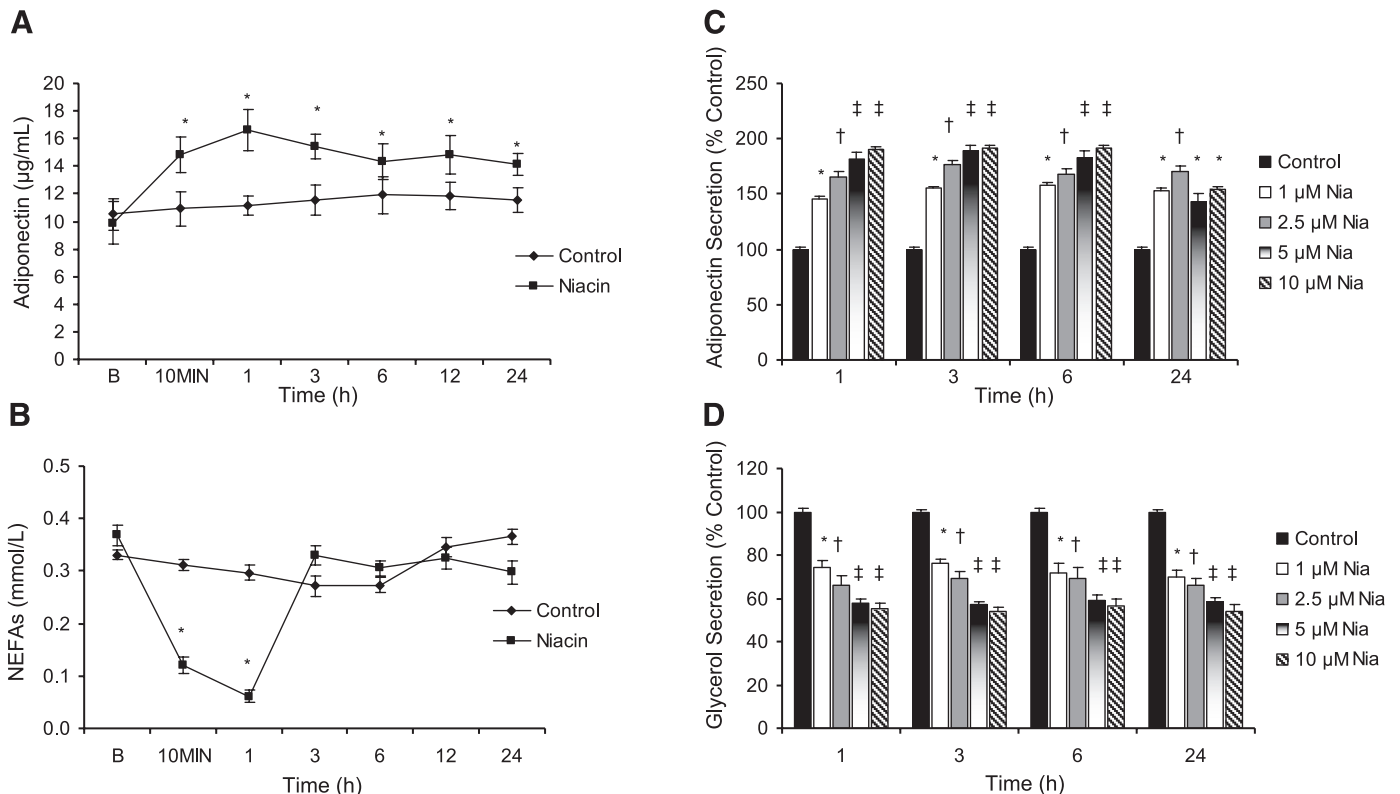 A
Adiponectin (µg/mL)
20
18
16
14
12
10
8
6
4
2
0
* * * * * *
Control
Niacin
B 10MIN 1 3 6 12 24
Time (h)
B
NEFAs (mmol/L)
0.5
0.4
0.3
0.2
0.1
0.0
* *
Control
Niacin
B 10MIN 1 3 6 12 24
Time (h)
C
Adiponectin Secretion (% Control)
250
200
150
100
50
0
* † ‡ ‡ * † ‡ ‡ * † ‡ ‡ * † * *
Control
1 µM Nia
2.5 µM Nia
5 µM Nia
10 µM Nia
1 3 6 24
Time (h)
D
Glycerol Secretion (% Control)
120
100
80
60
40
20
0
* † ‡ ‡ * † ‡ ‡ * † ‡ ‡ * † ‡ ‡
Control
1 µM Nia
2.5 µM Nia
5 µM Nia
10 µM Nia
1 3 6 24
Time (h)